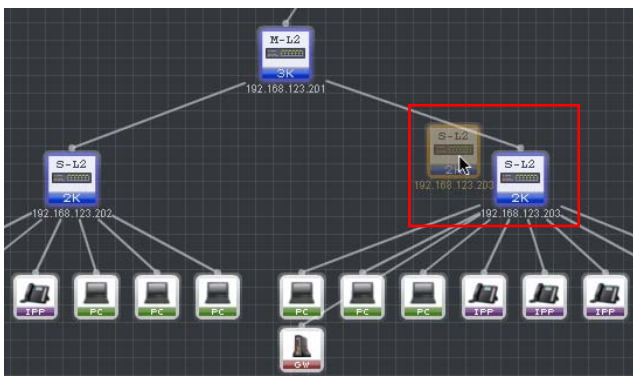 M-L2
3K
192.168.123.201
S-L2
2K
192.168.123.203
S-L2
2K
192.168.123.202
S-L2
2K
192.168.123.203
IPP
PC
PC
PC
PC
PC
PC
IPP
IPP
IPP
GW